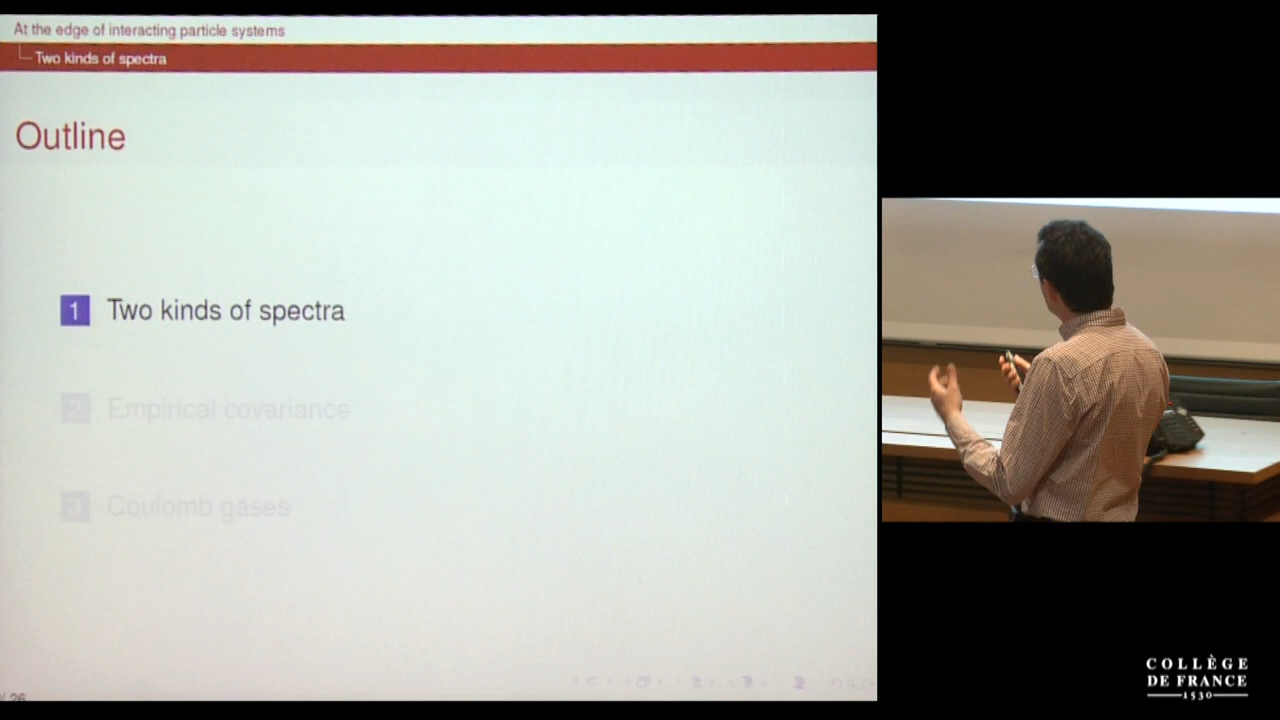 At the edge of interacting particle systems
Two kinds of spectra
Outline
1 Two kinds of spectra
2 Empirical covariance
3 Coulomb gases
/ 26
COLLÈGE
DE FRANCE
1530